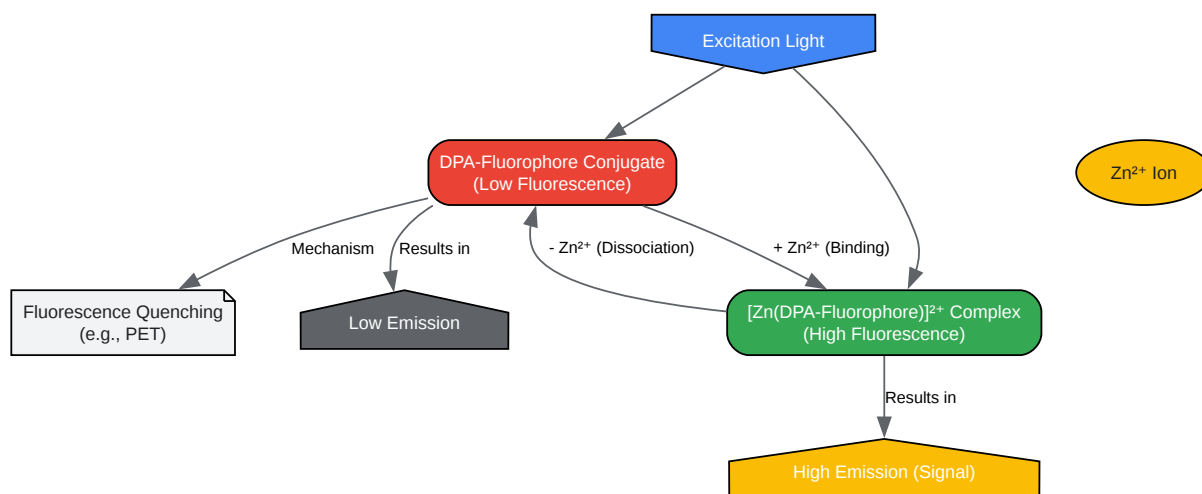 Excitation Light
DPA-Fluorophore Conjugate
(Low Fluorescence)
Zn²⁺ Ion
Mechanism
Results in
- Zn²⁺ (Dissociation)
+ Zn²⁺ (Binding)
Fluorescence Quenching
(e.g., PET)
Low Emission
[Zn(DPA-Fluorophore)]²⁺ Complex
(High Fluorescence)
Results in
High Emission (Signal)